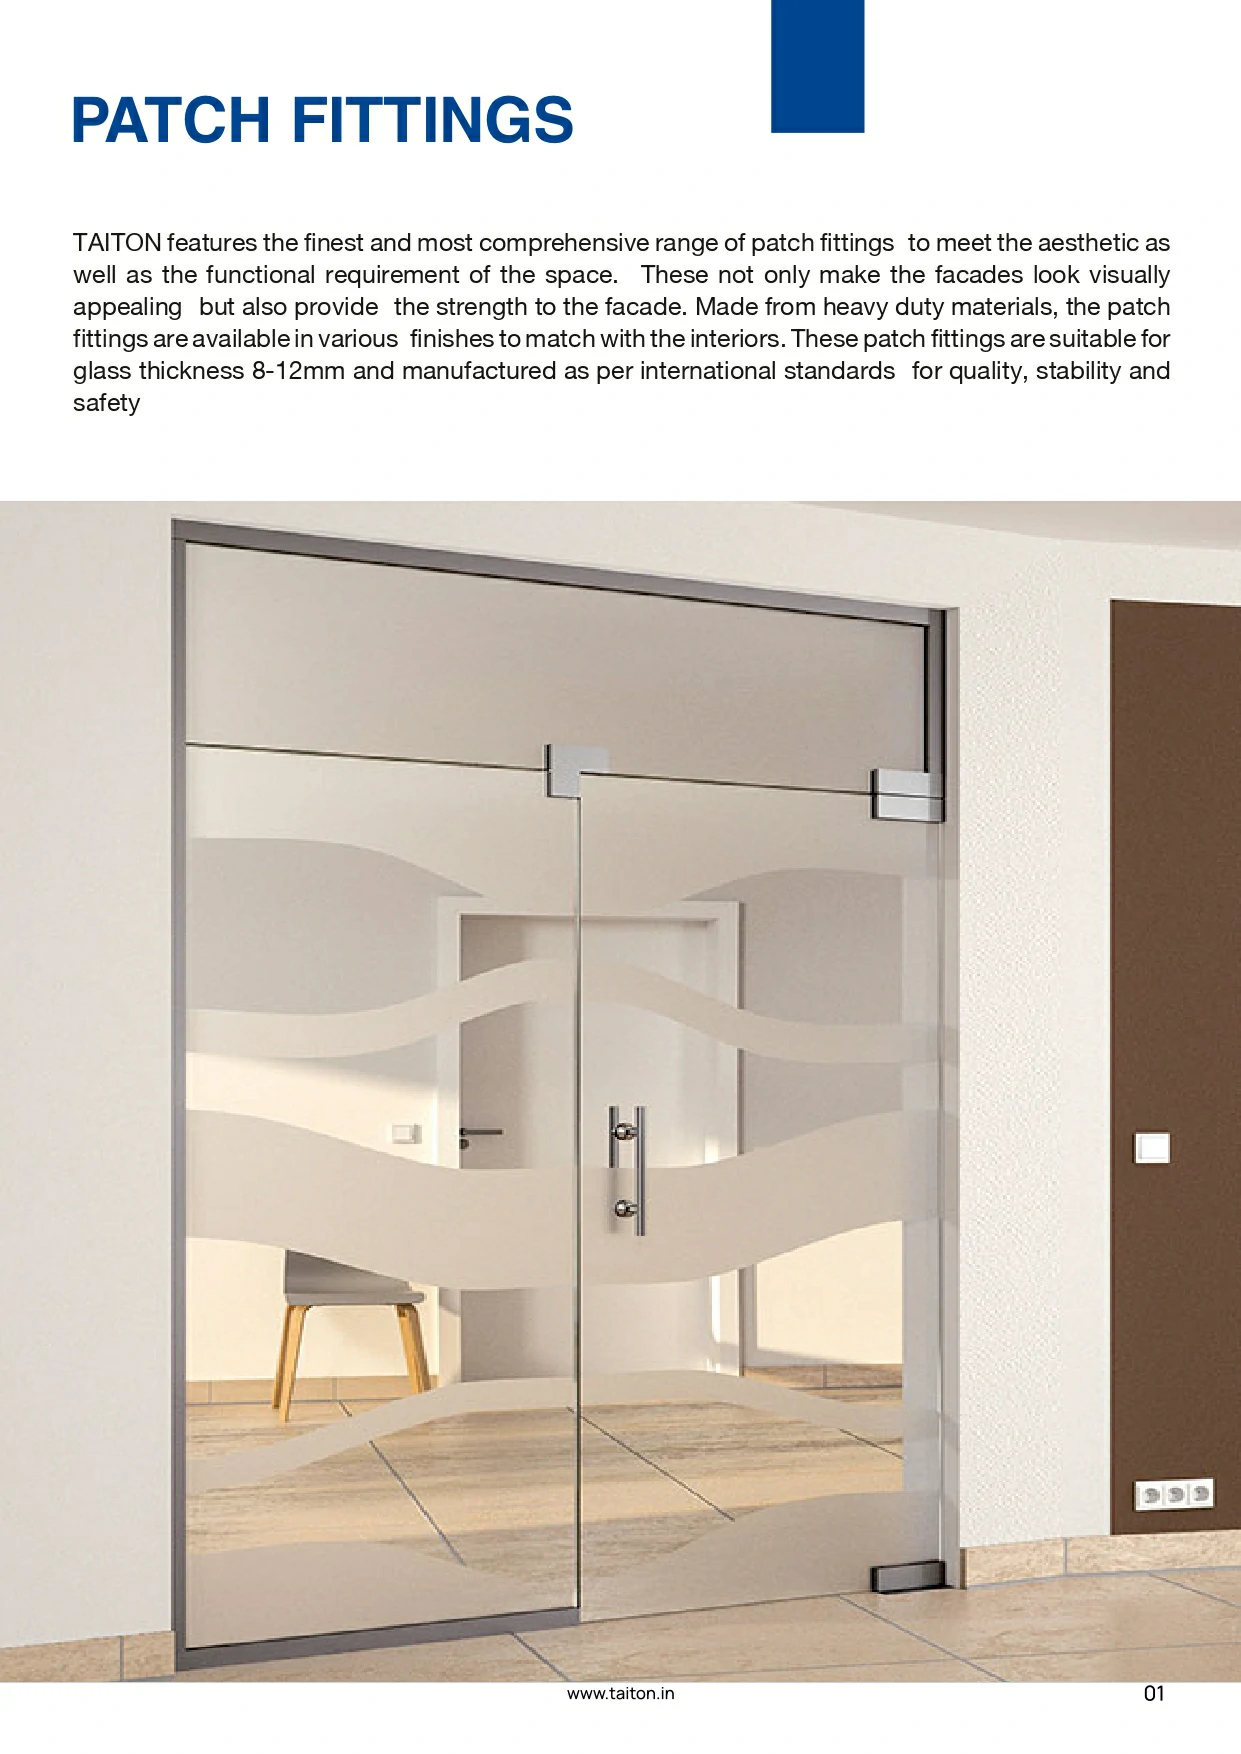 PATCH FITTINGS
TAITON features the finest and most comprehensive range of patch fittings  to meet the aesthetic as
well as the functional requirement of the space.  These not only make the facades look visually
appealing  but also provide  the strength to the facade. Made from heavy duty materials, the patch
fittings are available in various  finishes to match with the interiors. These patch fittings are suitable for
glass thickness 8-12mm and manufactured as per international standards  for quality, stability and
safety
www.taiton.in
01